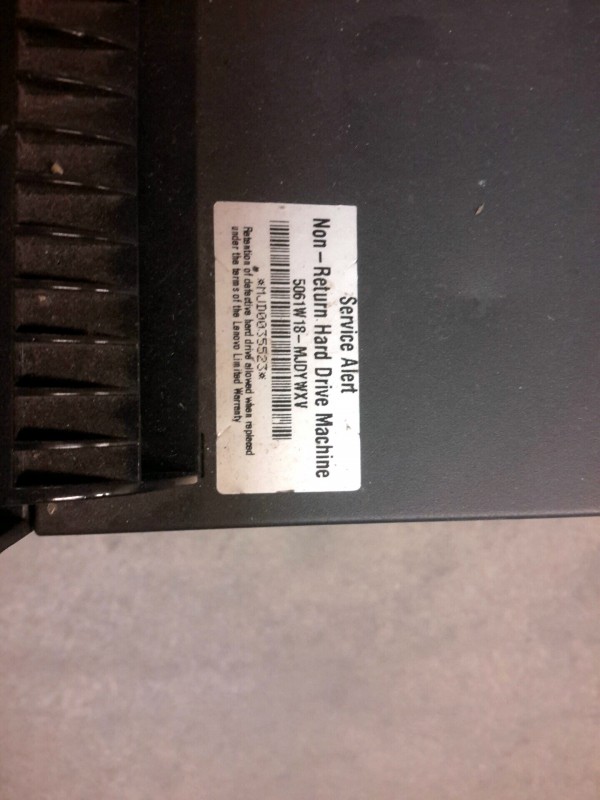 Service Alert
Non-Return Hard Drive Machine
5061W18-MJDYWXV
*MJD0035523*
Retention of defective hard drive allowed when replaced
under the terms of the Lenovo Limited Warranty